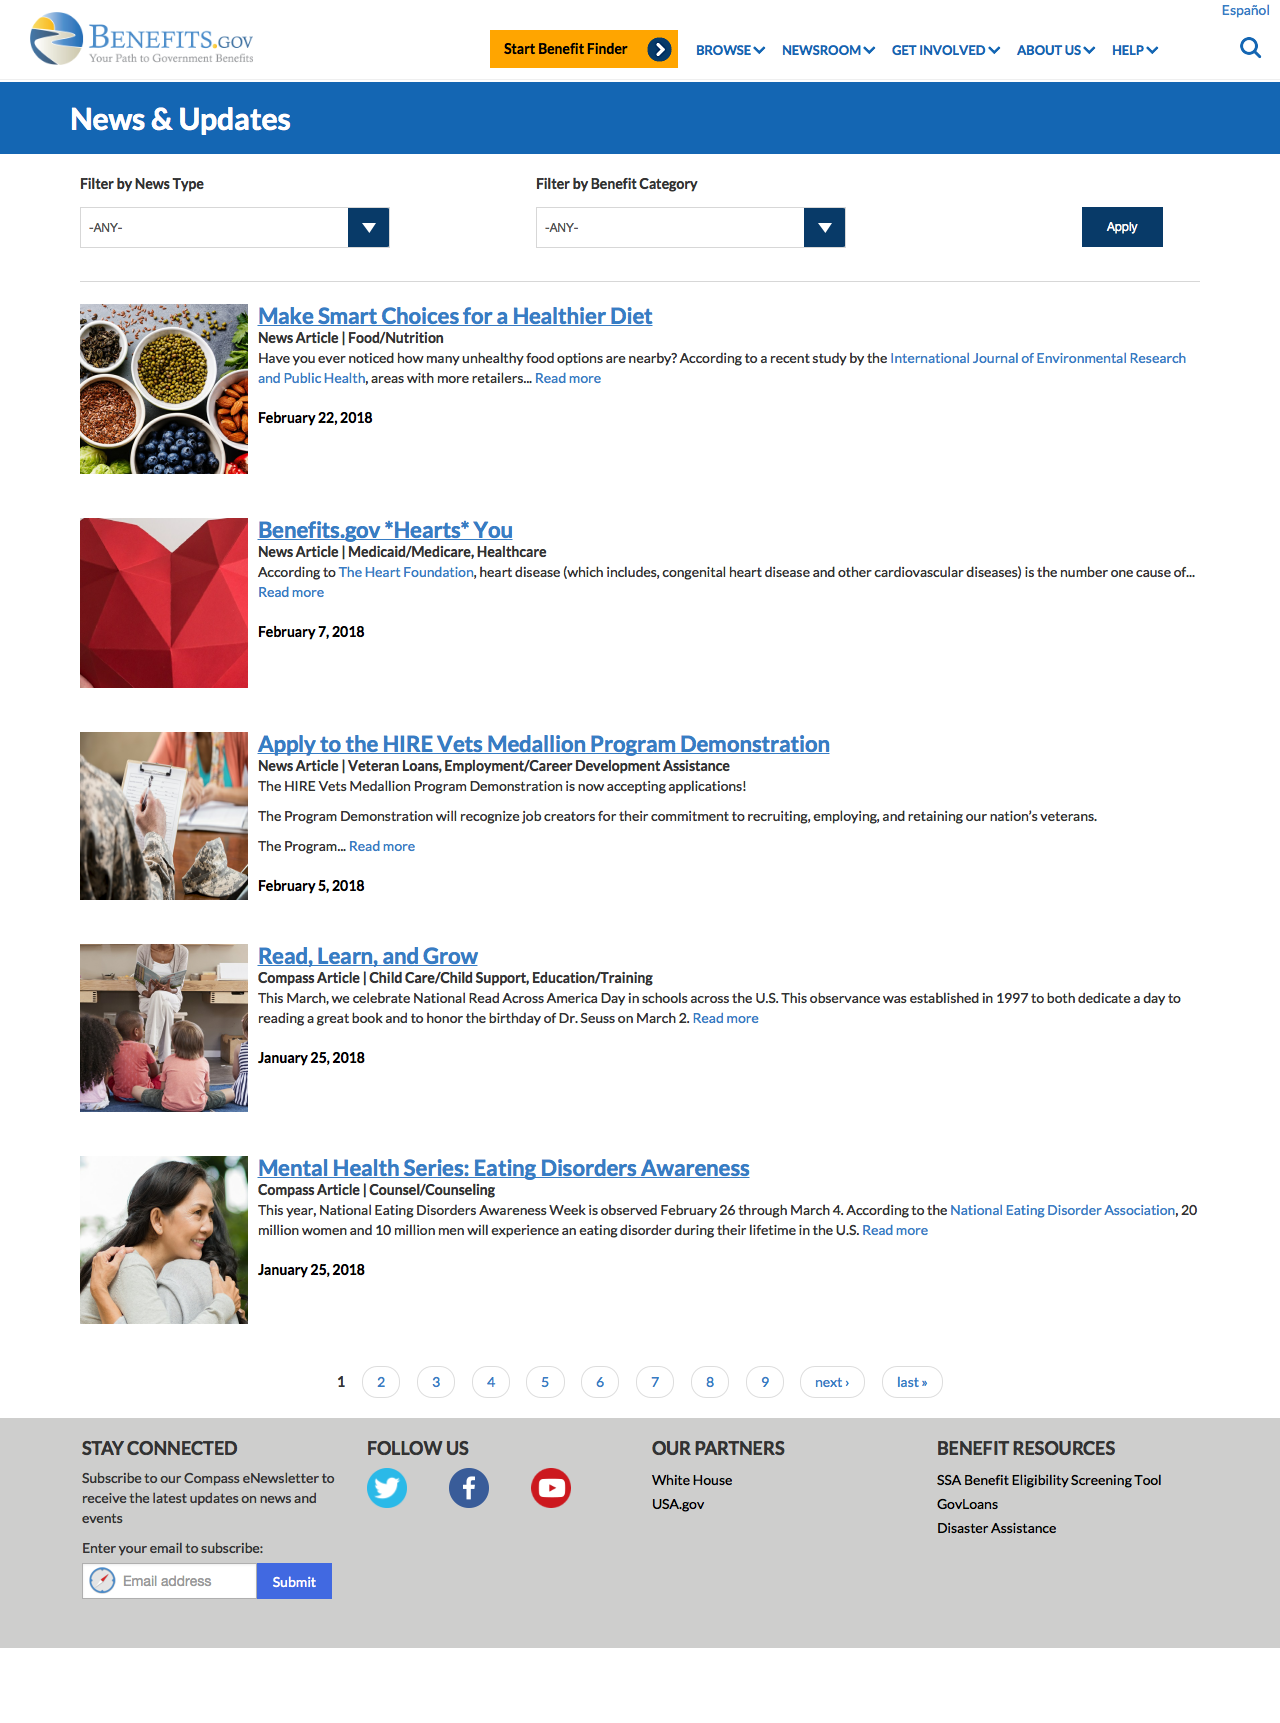 Español
BENEFITS.GOV
Your Path to Government Benefits
Start Benefit Finder
BROWSE
NEWSROOM
GET INVOLVED
ABOUT US
HELP
News & Updates
Filter by News Type
Filter by Benefit Category
-ANY-
-ANY-
Apply
Make Smart Choices for a Healthier Diet
News Article | Food/Nutrition
Have you ever noticed how many unhealthy food options are nearby? According to a recent study by the International Journal of Environmental Research
and Public Health, areas with more retailers... Read more
February 22, 2018
Benefits.gov *Hearts* You
News Article | Medicaid/Medicare, Healthcare
According to The Heart Foundation, heart disease (which includes, congenital heart disease and other cardiovascular diseases) is the number one cause of...
Read more
February 7, 2018
Apply to the HIRE Vets Medallion Program Demonstration
News Article | Veteran Loans, Employment/Career Development Assistance
The HIRE Vets Medallion Program Demonstration is now accepting applications!
The Program Demonstration will recognize job creators for their commitment to recruiting, employing, and retaining our nation’s veterans.
The Program... Read more
February 5, 2018
Read, Learn, and Grow
Compass Article | Child Care/Child Support, Education/Training
This March, we celebrate National Read Across America Day in schools across the U.S. This observance was established in 1997 to both dedicate a day to
reading a great book and to honor the birthday of Dr. Seuss on March 2. Read more
January 25, 2018
Mental Health Series: Eating Disorders Awareness
Compass Article | Counsel/Counseling
This year, National Eating Disorders Awareness Week is observed February 26 through March 4. According to the National Eating Disorder Association, 20
million women and 10 million men will experience an eating disorder during their lifetime in the U.S. Read more
January 25, 2018
1 2 3 4 5 6 7 8 9 next › last »
STAY CONNECTED
Subscribe to our Compass eNewsletter to
receive the latest updates on news and
events
Enter your email to subscribe:
Email address
Submit
FOLLOW US
OUR PARTNERS
White House
USA.gov
BENEFIT RESOURCES
SSA Benefit Eligibility Screening Tool
GovLoans
Disaster Assistance